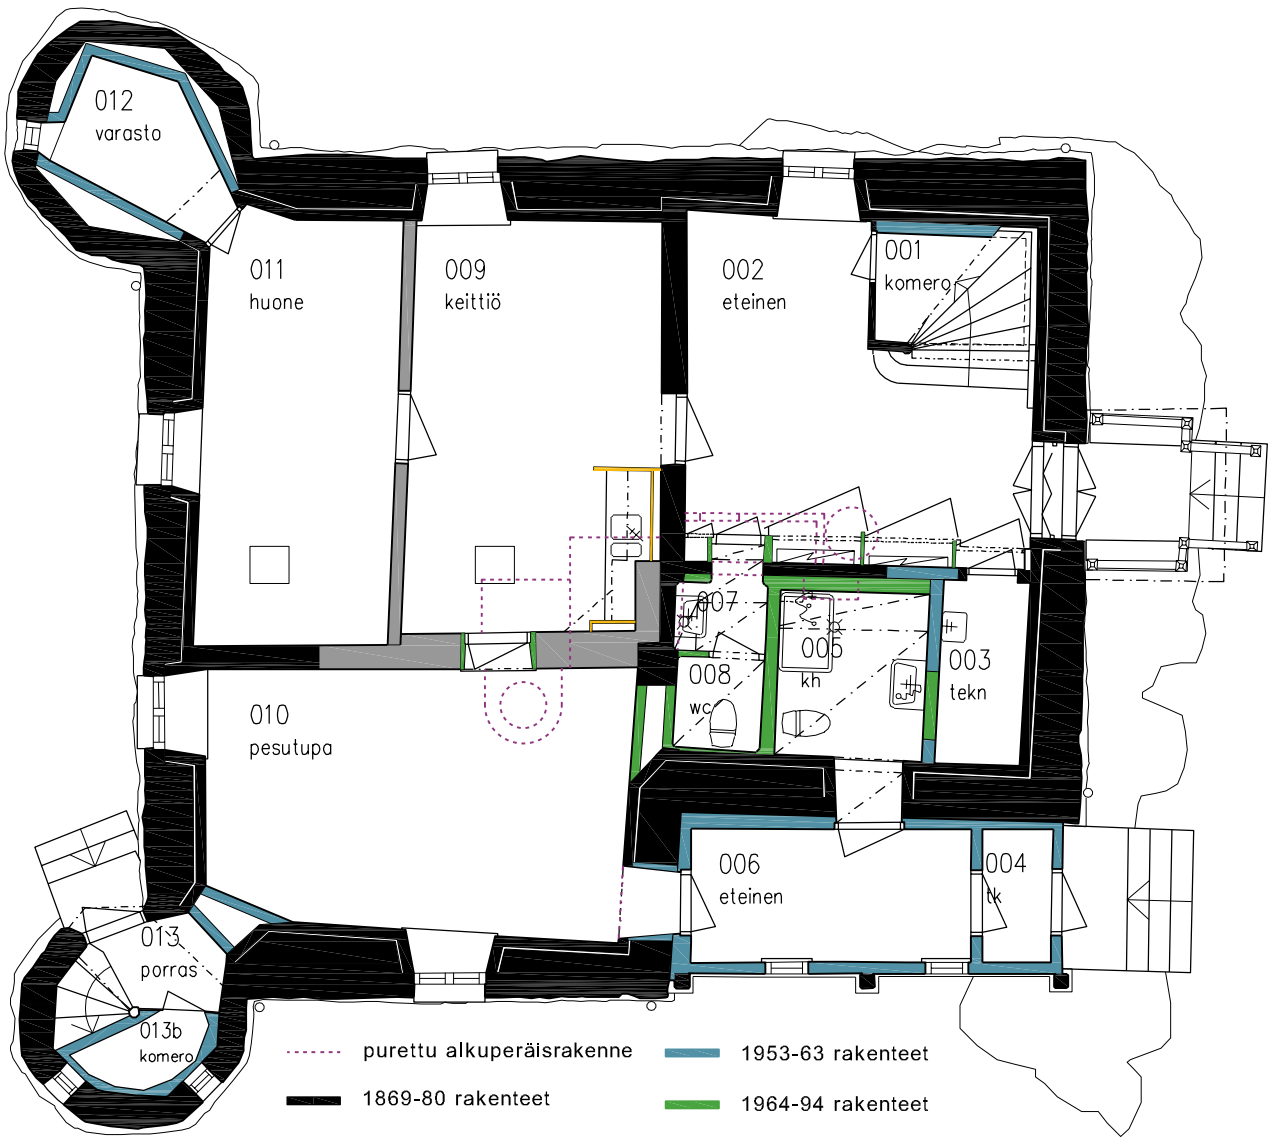 012
varasto
011
huone
009
keittiö
002
eteinen
001
komero
007
008
wc
005
kh
003
tekn
010
pesutupa
006
eteinen
004
tk
013
porras
013b
komero
purettu alkuperäisrakenne
1869-80 rakenteet
1953-63 rakenteet
1964-94 rakenteet